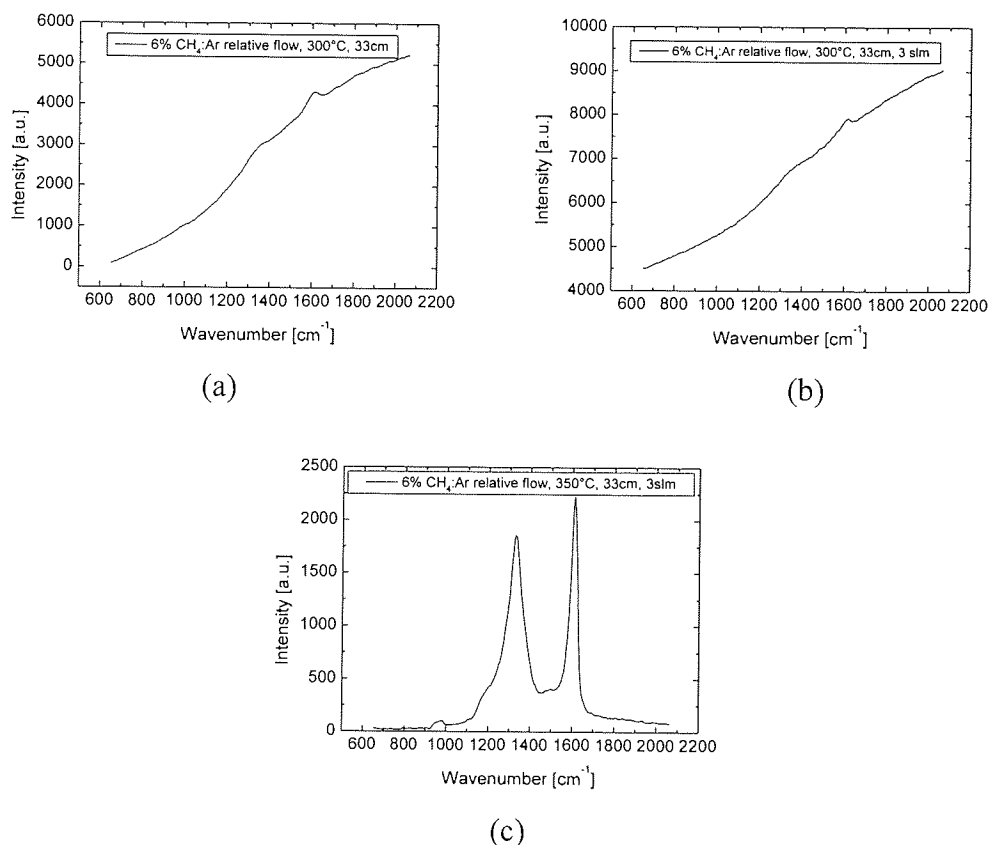 6000
5000
4000
3000
2000
1000
0
Intensity [a.u.]
6% CH₄:Ar relative flow, 300°C, 33cm
600 800 1000 1200 1400 1600 1800 2000 2200
Wavenumber [cm⁻¹]
(a)
10000
9000
8000
7000
6000
5000
4000
Intensity [a.u.]
6% CH₄:Ar relative flow, 300°C, 33cm, 3 slm
600 800 1000 1200 1400 1600 1800 2000 2200
Wavenumber [cm⁻¹]
(b)
2500
2000
1500
1000
500
0
Intensity [a.u.]
6% CH₄:Ar relative flow, 350°C, 33cm, 3slm
600 800 1000 1200 1400 1600 1800 2000 2200
Wavenumber [cm⁻¹]
(c)